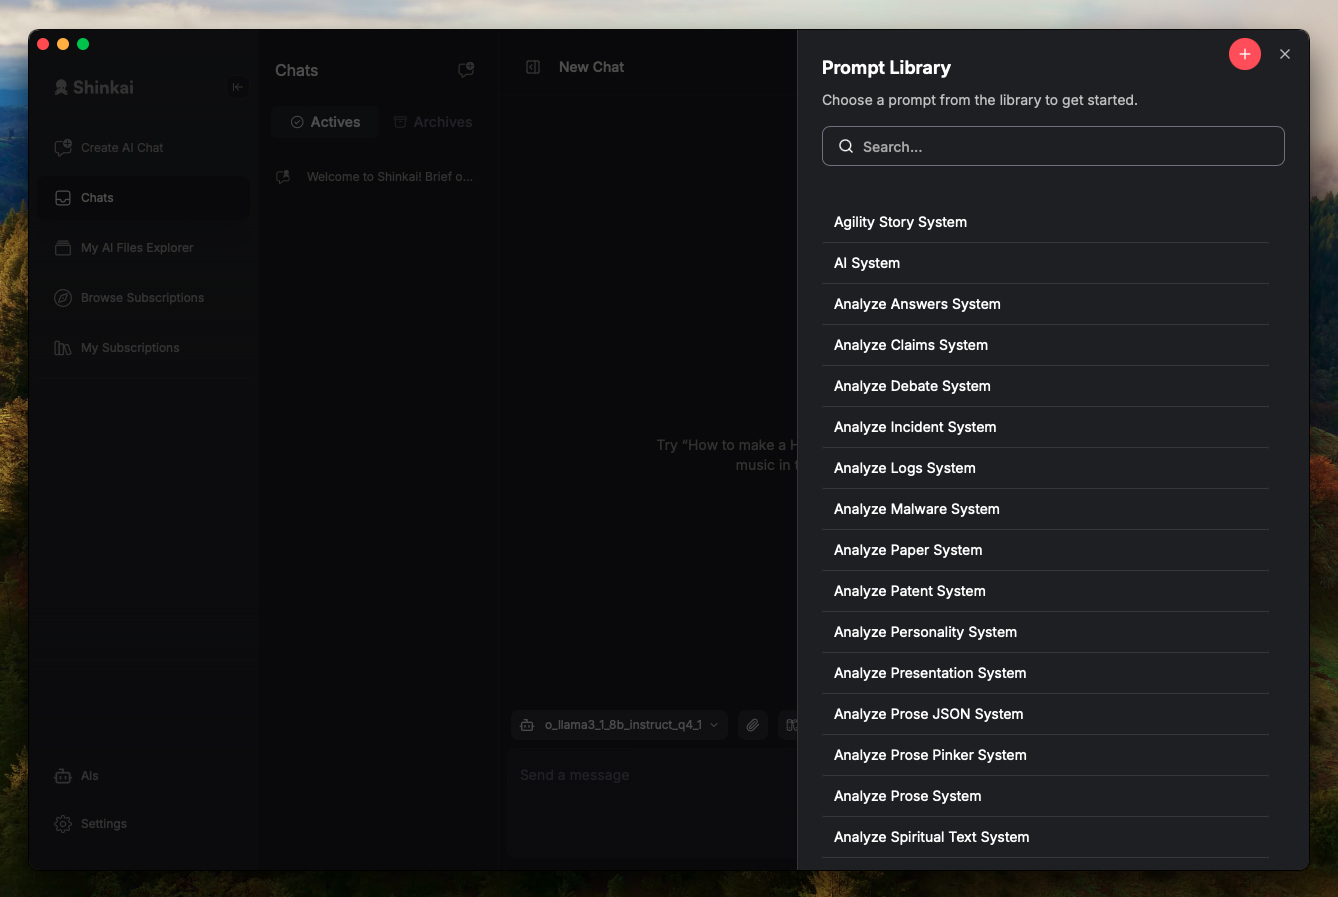 Shinkai
Create AI Chat
Chats
My AI Files Explorer
Browse Subscriptions
My Subscriptions
AIs
Settings
Chats
Actives
Archives
Welcome to Shinkai! Brief o...
New Chat
Try “How to make a H
music in t
o_llama3_1_8b_instruct_q4_1
Send a message
Prompt Library
Choose a prompt from the library to get started.
Search...
Agility Story System
AI System
Analyze Answers System
Analyze Claims System
Analyze Debate System
Analyze Incident System
Analyze Logs System
Analyze Malware System
Analyze Paper System
Analyze Patent System
Analyze Personality System
Analyze Presentation System
Analyze Prose JSON System
Analyze Prose Pinker System
Analyze Prose System
Analyze Spiritual Text System